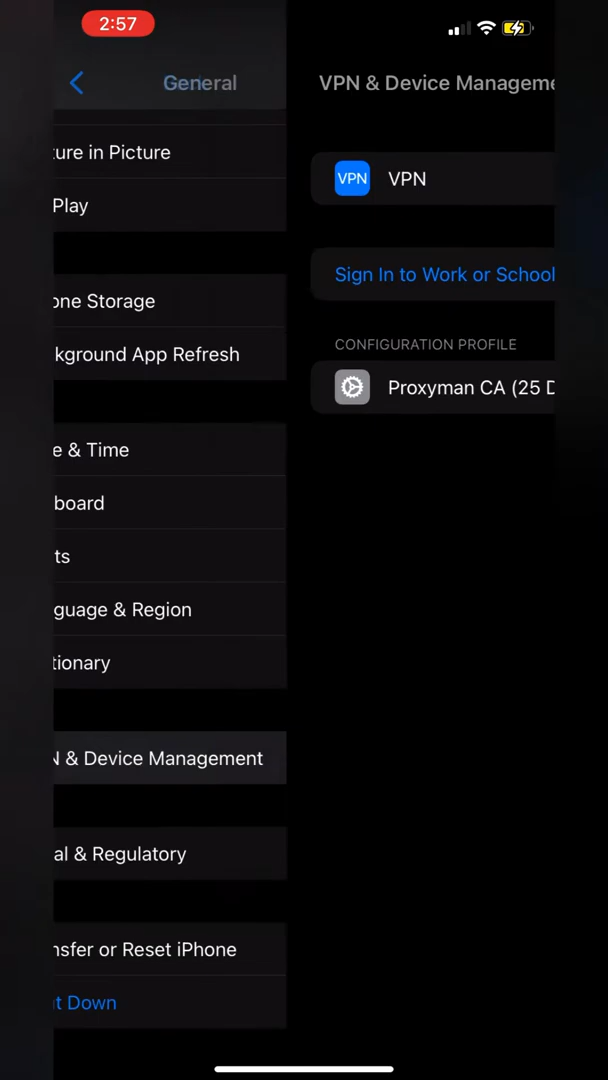 2:57
General
VPN & Device Manageme
ture in Picture
Play
VPN VPN
Sign In to Work or School
one Storage
CONFIGURATION PROFILE
kground App Refresh
Proxyman CA (25 D
e & Time
board
ts
guage & Region
tionary
N & Device Management
al & Regulatory
nsfer or Reset iPhone
t Down